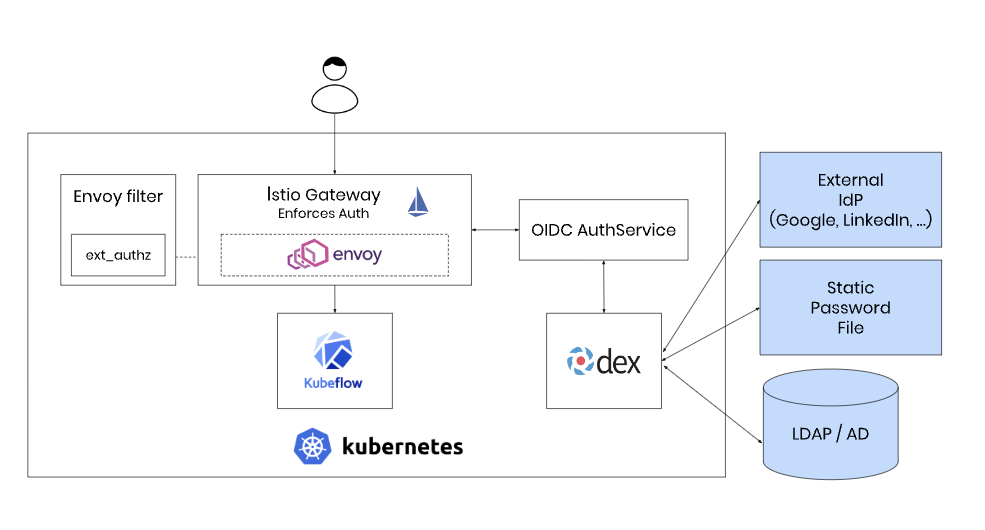 Envoy filter
ext_authz
Istio Gateway
Enforces Auth
envoy
OIDC AuthService
Kubeflow
dex
kubernetes
External
IdP
(Google, LinkedIn, ...)
Static
Password
File
LDAP / AD